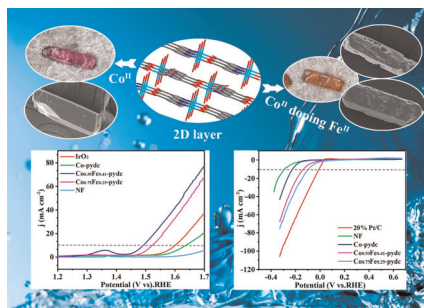 Co^II
2D layer
Co^II doping Fe^II
80
60
40
20
0
j (mA cm⁻²)
IrO₂
Co-pydc
Co₀.₅₉Fe₀.₄₁-pydc
Co₀.₇₅Fe₀.₂₅-pydc
NF
1.2 1.3 1.4 1.5 1.6 1.7
Potential (V vs).RHE
0
-20
-40
-60
-80
-100
-120
j (mA cm⁻²)
20% Pt/C
NF
Co-pydc
Co₀.₅₉Fe₀.₄₁-pydc
Co₀.₇₅Fe₀.₂₅-pydc
-0.4 -0.2 0.0 0.2 0.4 0.6
Potential (V vs.).RHE